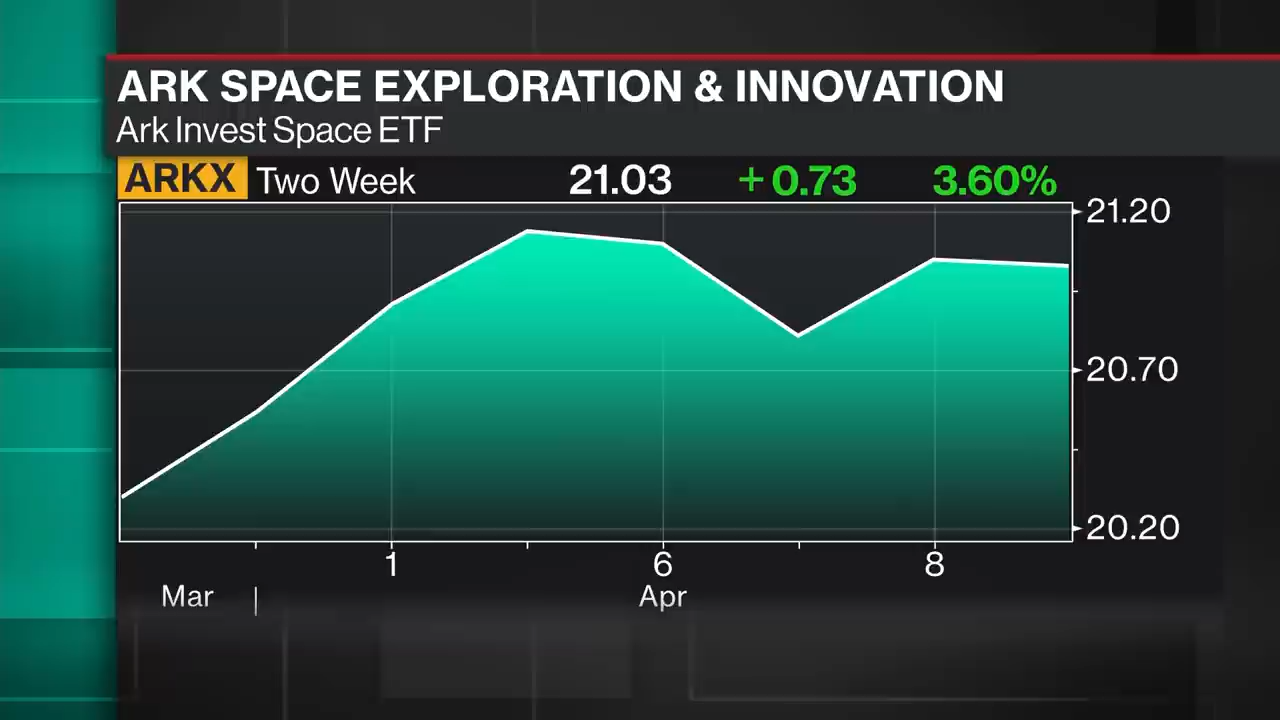 ARK SPACE EXPLORATION & INNOVATION
Ark Invest Space ETF
ARKX Two Week 21.03 +0.73 3.60%
21.20
20.70
20.20
1 6 8
Mar | Apr